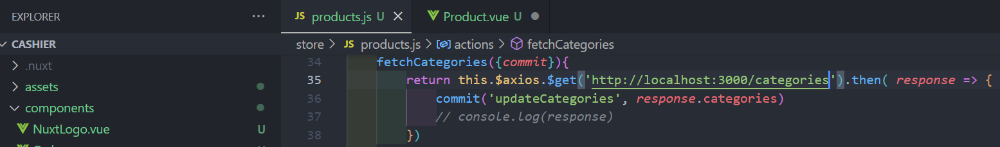 EXPLORER ...
JS products.js U × Product.vue U
CASHIER
store > JS products.js > actions > fetchCategories
.nuxt
34 fetchCategories({commit}){
assets
35 return this.$axios.$get('http://localhost:3000/categories').then( response => {
components
36 commit('updateCategories', response.categories)
NuxtLogo.vue U
37 // console.log(response)
38 })